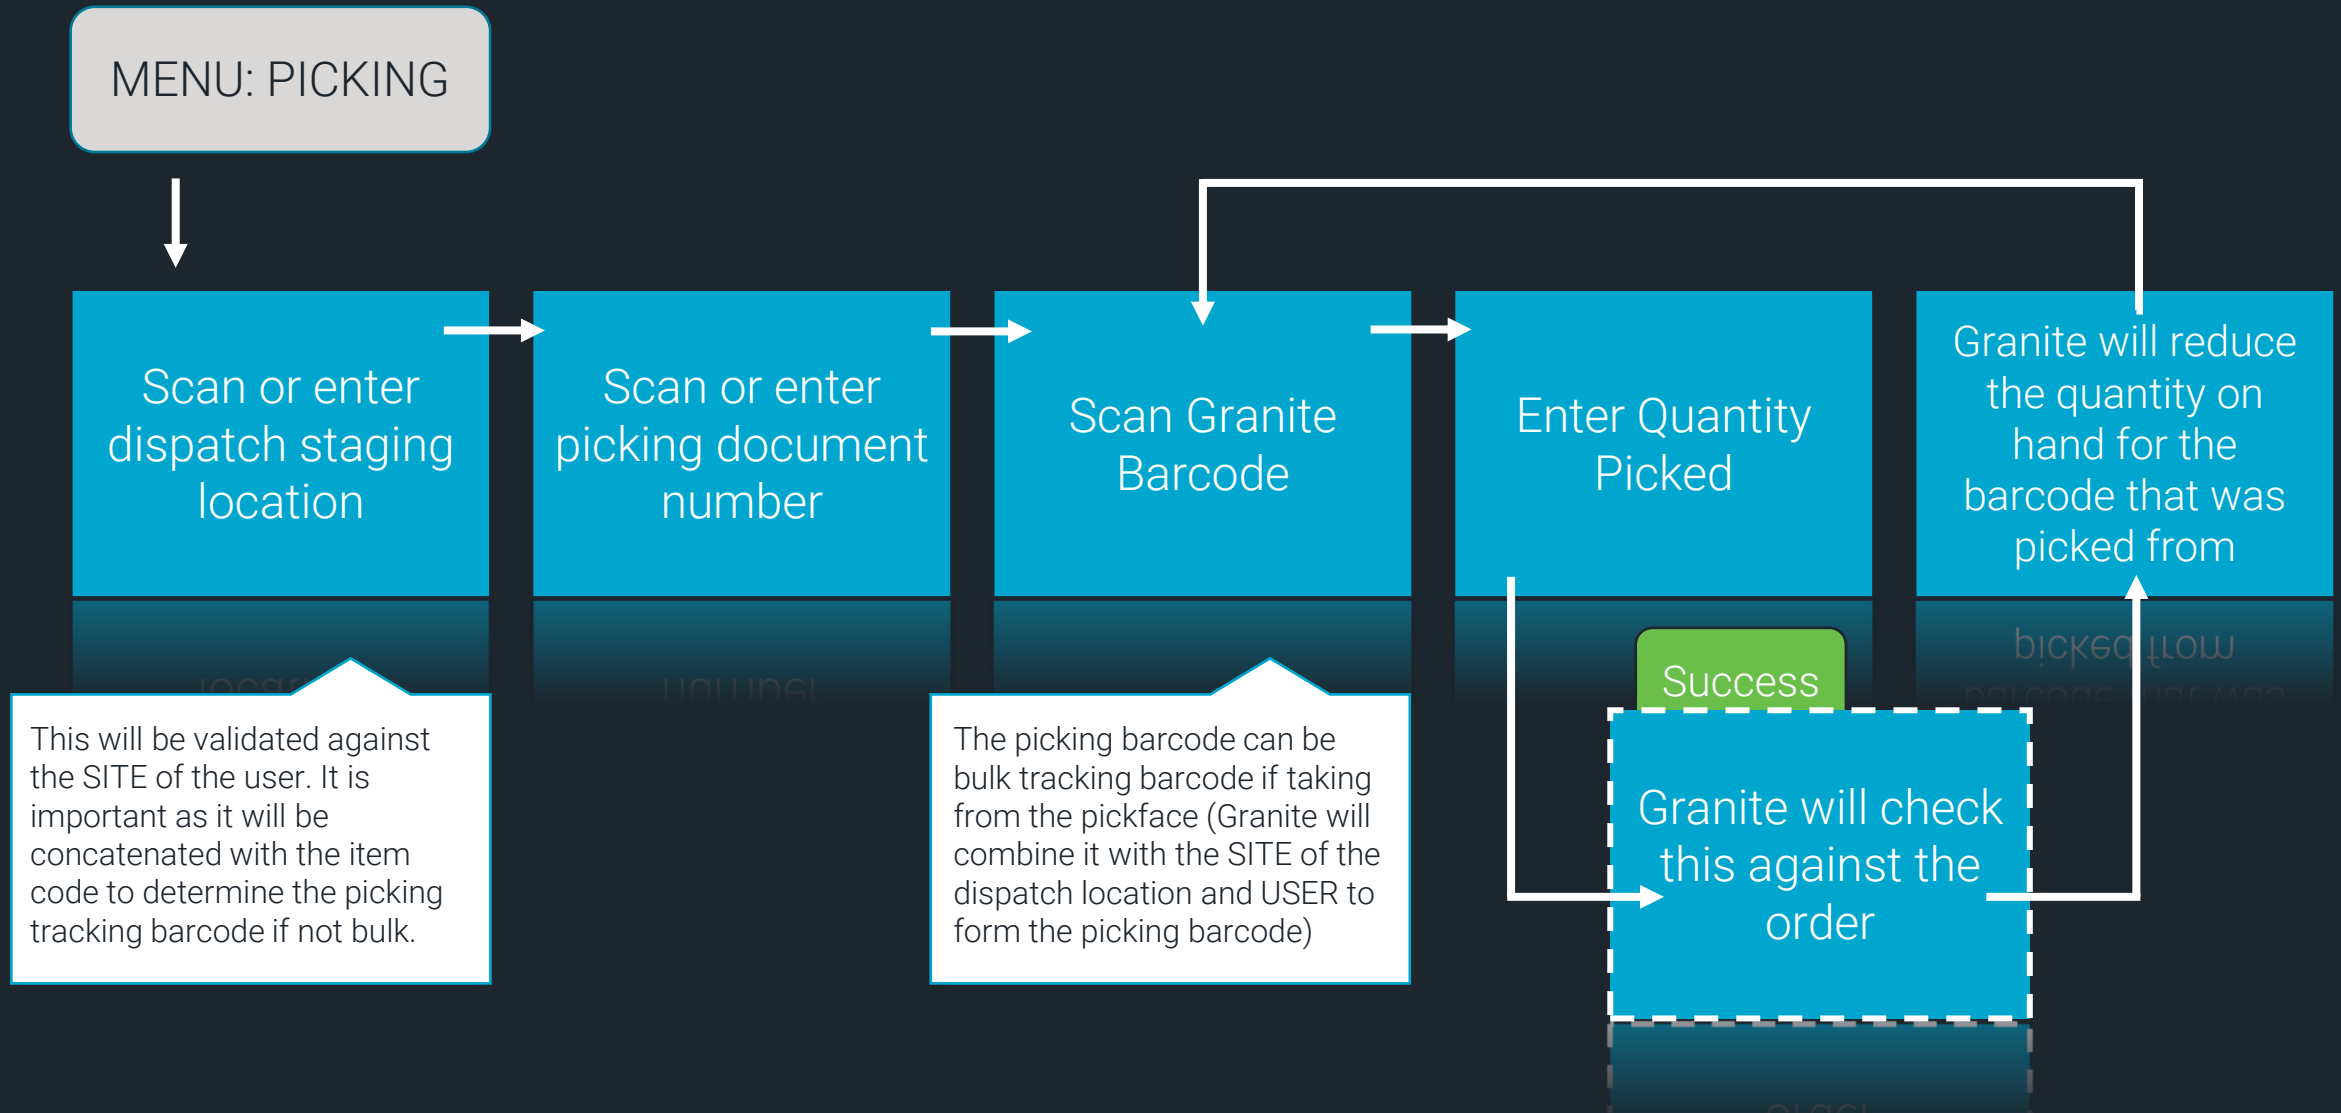 MENU: PICKING
Scan or enter
dispatch staging
location
Scan or enter
picking document
number
Scan Granite
Barcode
Enter Quantity
Picked
Granite will reduce
the quantity on
hand for the
barcode that was
picked from
This will be validated against
the SITE of the user. It is
important as it will be
concatenated with the item
code to determine the picking
tracking barcode if not bulk.
The picking barcode can be
bulk tracking barcode if taking
from the pickface (Granite will
combine it with the SITE of the
dispatch location and USER to
form the picking barcode)
Success
Granite will check
this against the
order